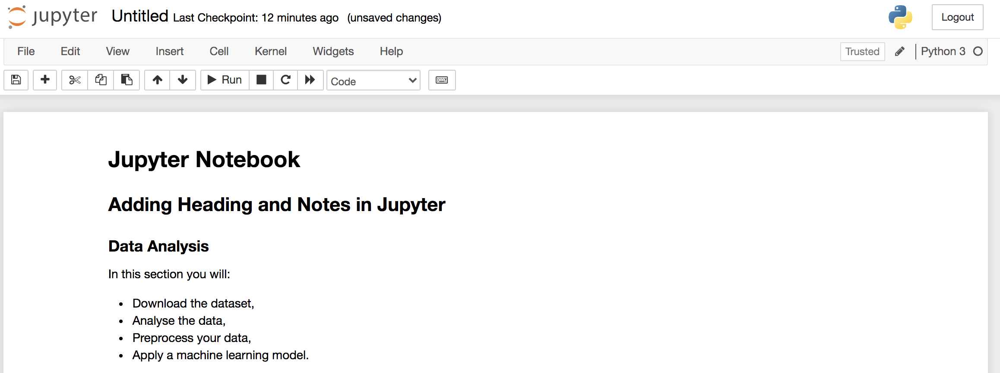 jupyter Untitled Last Checkpoint: 12 minutes ago (unsaved changes) Logout
File Edit View Insert Cell Kernel Widgets Help Trusted Python 3
Run Code
Jupyter Notebook
Adding Heading and Notes in Jupyter
Data Analysis
In this section you will:
• Download the dataset,
• Analyse the data,
• Preprocess your data,
• Apply a machine learning model.